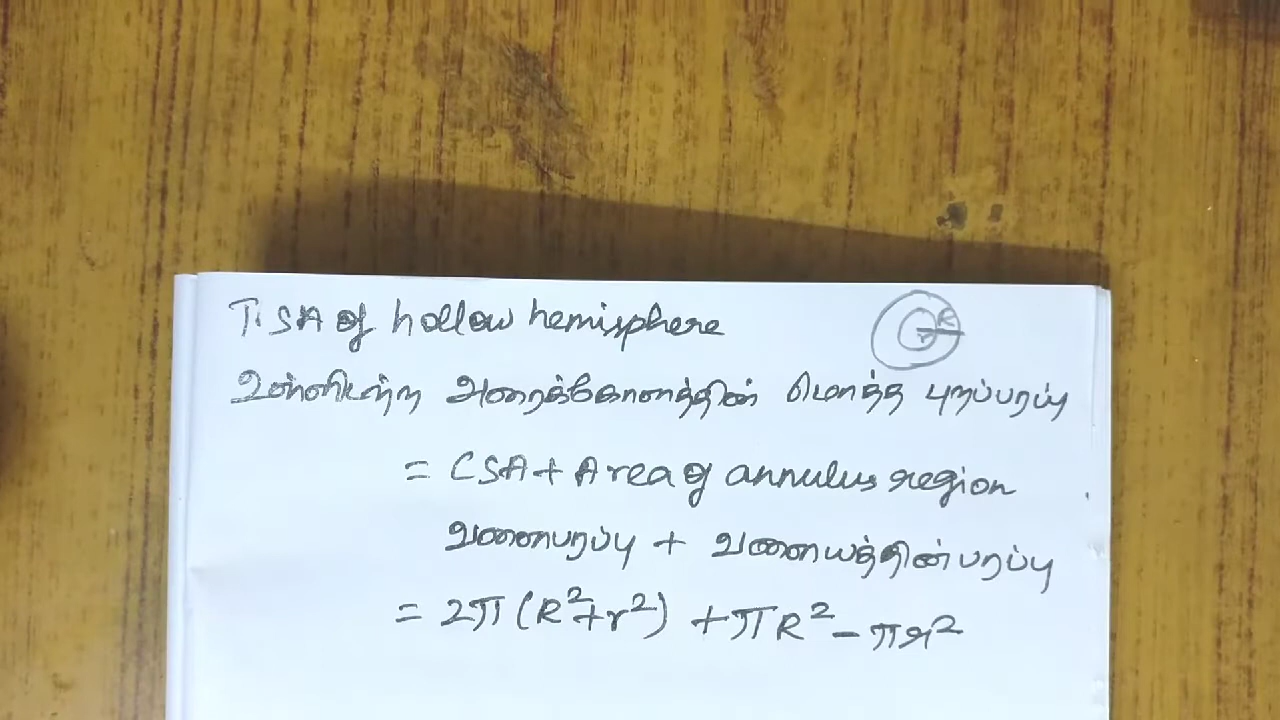 T.SA of hollow hemisphere
R
r
உள்ளீடற்ற அரைக்கோளத்தின் மொத்த புறப்பரப்பு
= CSA + Area of annulus region
வளைபரப்பு + வளையத்தின் பரப்பு
= 2π(R²+r²) + πR² - πr²